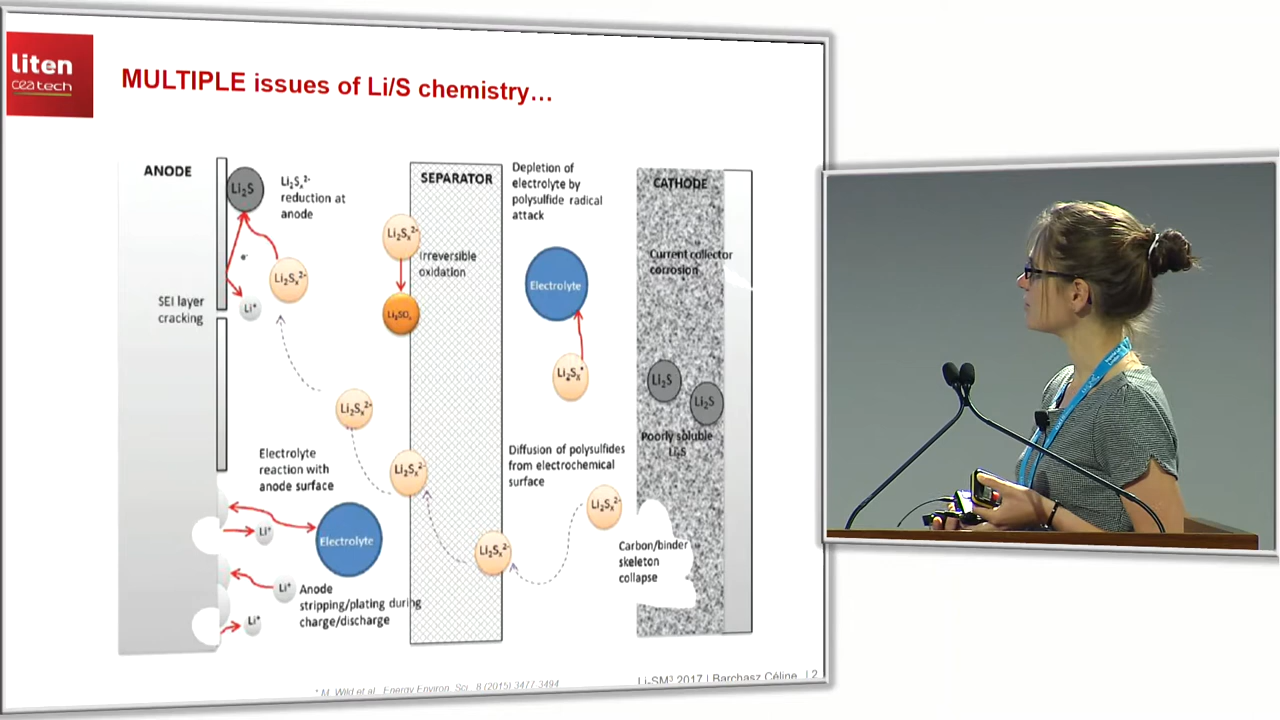 liten
ceatech
MULTIPLE issues of Li/S chemistry…
ANODE
Li₂S
Li₂Sₓ²⁻
reduction at
anode
e⁻
Li₂Sₓ²⁻
Li⁺
SEI layer
cracking
SEPARATOR
Li₂Sₓ²⁻
Irreversible
oxidation
Li₂SOₓ
Depletion of
electrolyte by
polysulfide radical
attack
Electrolyte
Li₂Sₓ•
CATHODE
Current collector
corrosion
Li₂S
Li₂S
Poorly soluble
Li₂S
Li₂Sₓ²⁻
Li₂Sₓ²⁻
Electrolyte
reaction with
anode surface
Li⁺
Electrolyte
Li⁺
Anode
stripping/plating during
charge/discharge
Li⁺
Diffusion of polysulfides
from electrochemical
surface
Li₂Sₓ²⁻
Li₂Sₓ²⁻
Carbon/binder
skeleton
collapse
* M. Wild et al., Energy Environ. Sci., 8 (2015) 3477-3494
Li-SM³ 2017 | Barchasz Céline | 2